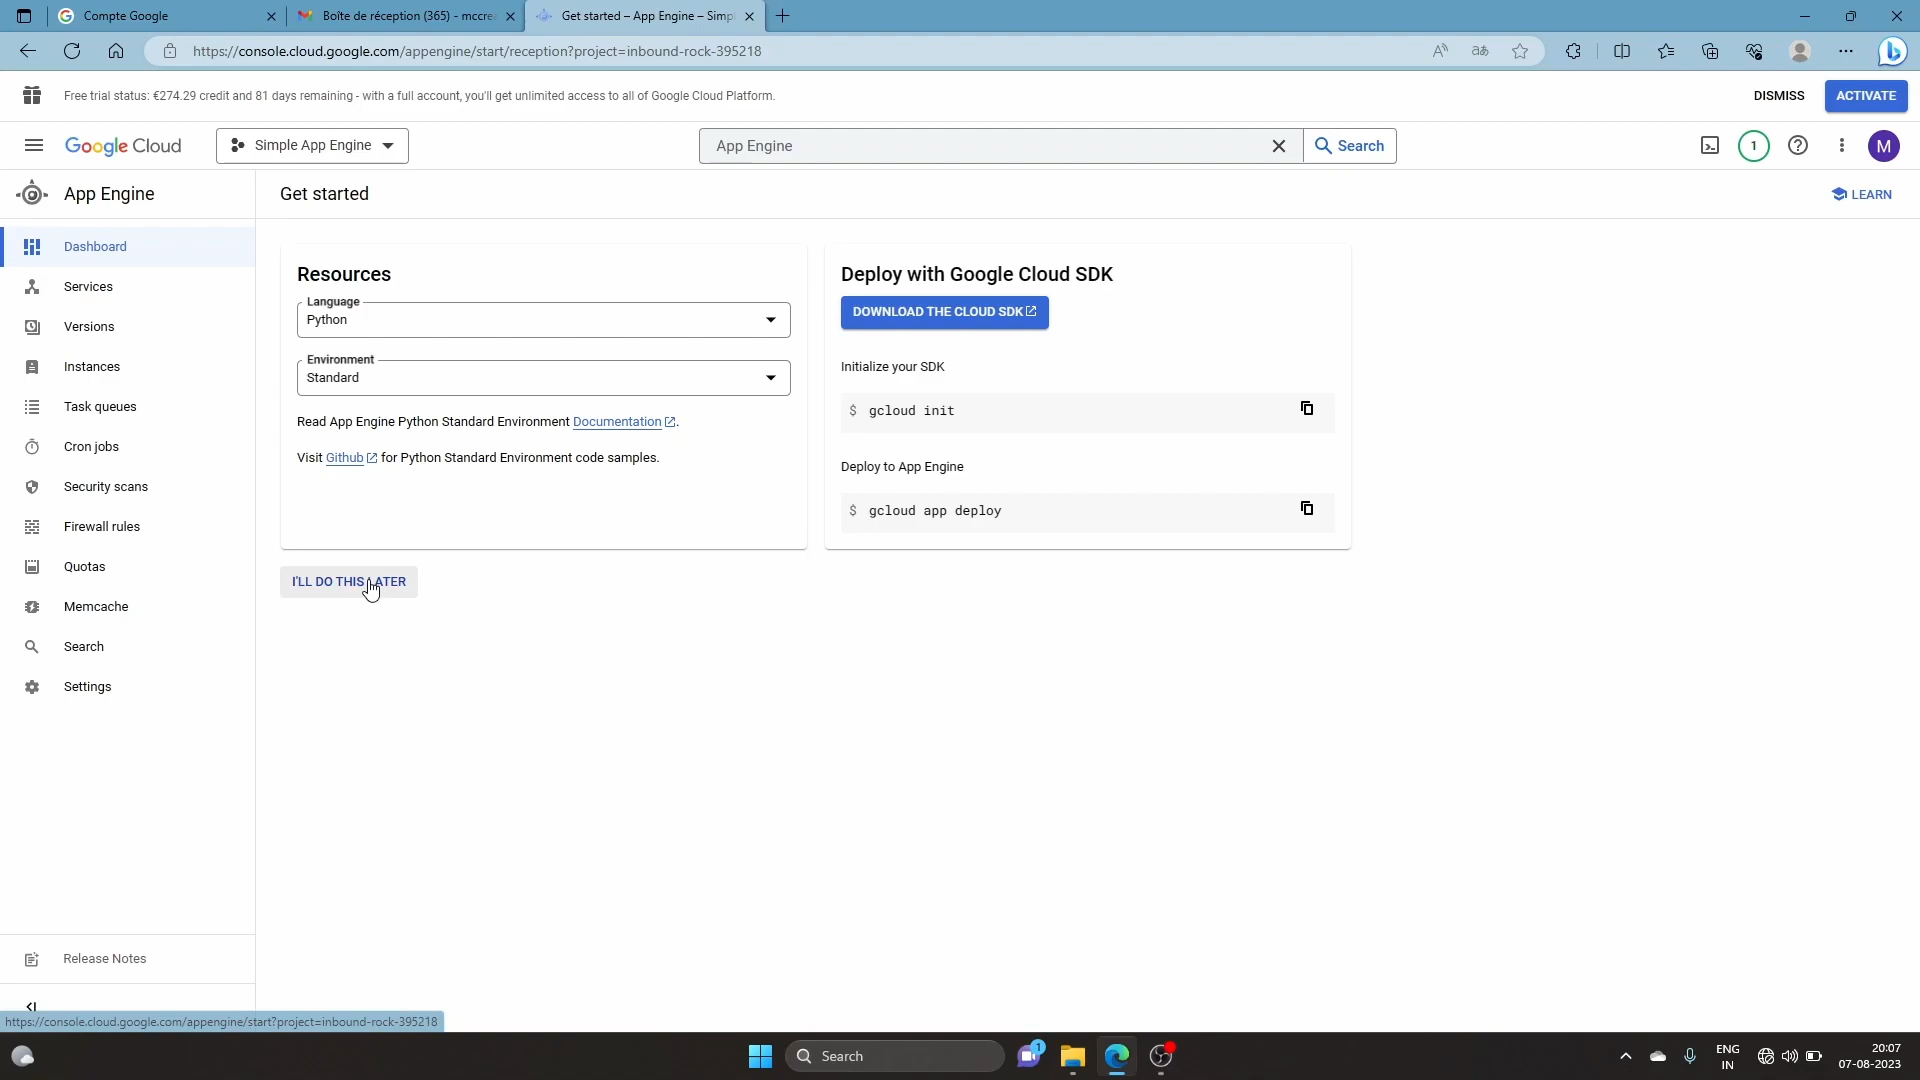 Compte Google
Boîte de réception (365) - mccrea
Get started – App Engine – Simpl
https://console.cloud.google.com/appengine/start/reception?project=inbound-rock-395218
Free trial status: €274.29 credit and 81 days remaining - with a full account, you'll get unlimited access to all of Google Cloud Platform.
DISMISS
ACTIVATE
Google Cloud
Simple App Engine
App Engine
Search
1
M
App Engine
Get started
LEARN
Dashboard
Services
Versions
Instances
Task queues
Cron jobs
Security scans
Firewall rules
Quotas
Memcache
Search
Settings
Release Notes
Resources
Language
Python
Environment
Standard
Read App Engine Python Standard Environment Documentation.
Visit Github for Python Standard Environment code samples.
I'LL DO THIS LATER
Deploy with Google Cloud SDK
DOWNLOAD THE CLOUD SDK
Initialize your SDK
$ gcloud init
Deploy to App Engine
$ gcloud app deploy
https://console.cloud.google.com/appengine/start?project=inbound-rock-395218
Search
1
ENG
IN
20:07
07-08-2023